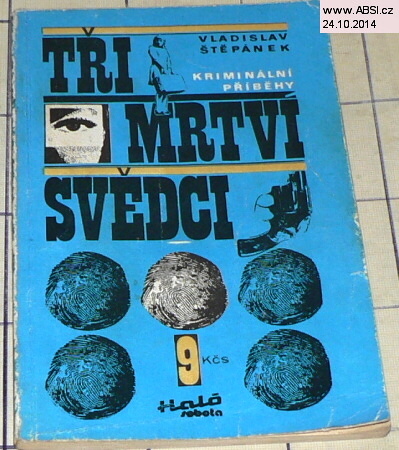 www.ABSI.cz
24.10.2014
VLADISLAV
ŠTĚPÁNEK
KRIMINÁLNÍ
PŘÍBĚHY
TŘI
MRTVÍ
SVĚDCI
9 Kčs
Haló
sobota